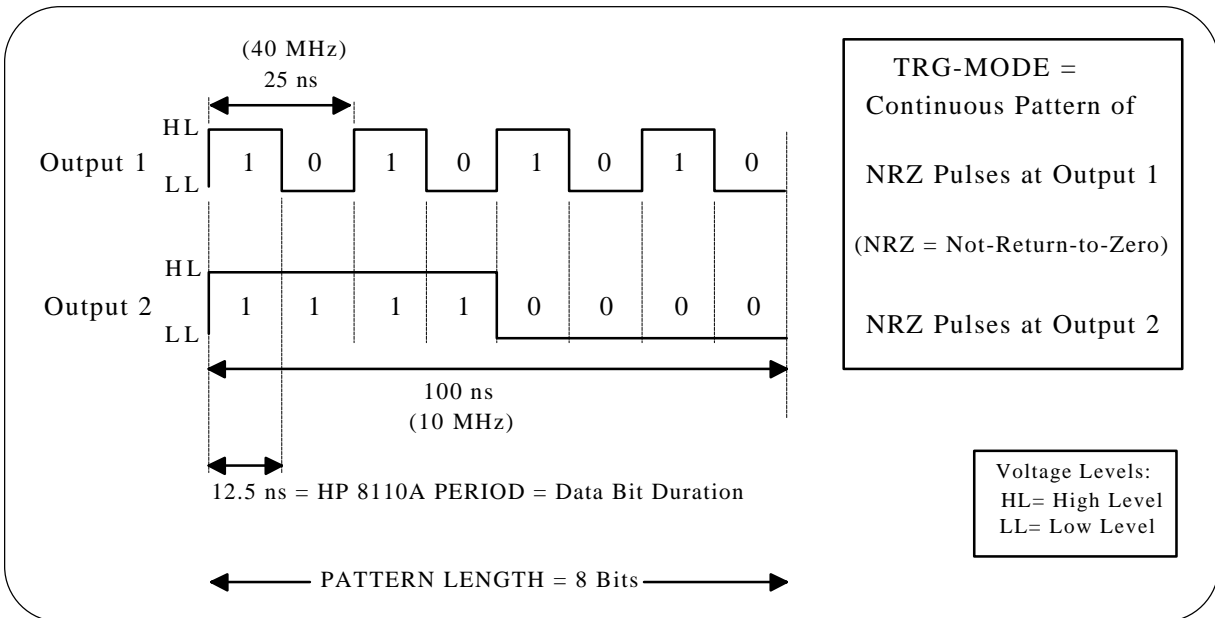 (40 MHz)
25 ns
HL
Output 1
1 0 1 0 1 0 1 0
LL
HL
Output 2
1 1 1 1 0 0 0 0
LL
100 ns
(10 MHz)
12.5 ns = HP 8110A PERIOD = Data Bit Duration
PATTERN LENGTH = 8 Bits
TRG-MODE =
Continuous Pattern of
NRZ Pulses at Output 1
(NRZ = Not-Return-to-Zero)
NRZ Pulses at Output 2
Voltage Levels:
HL= High Level
LL= Low Level